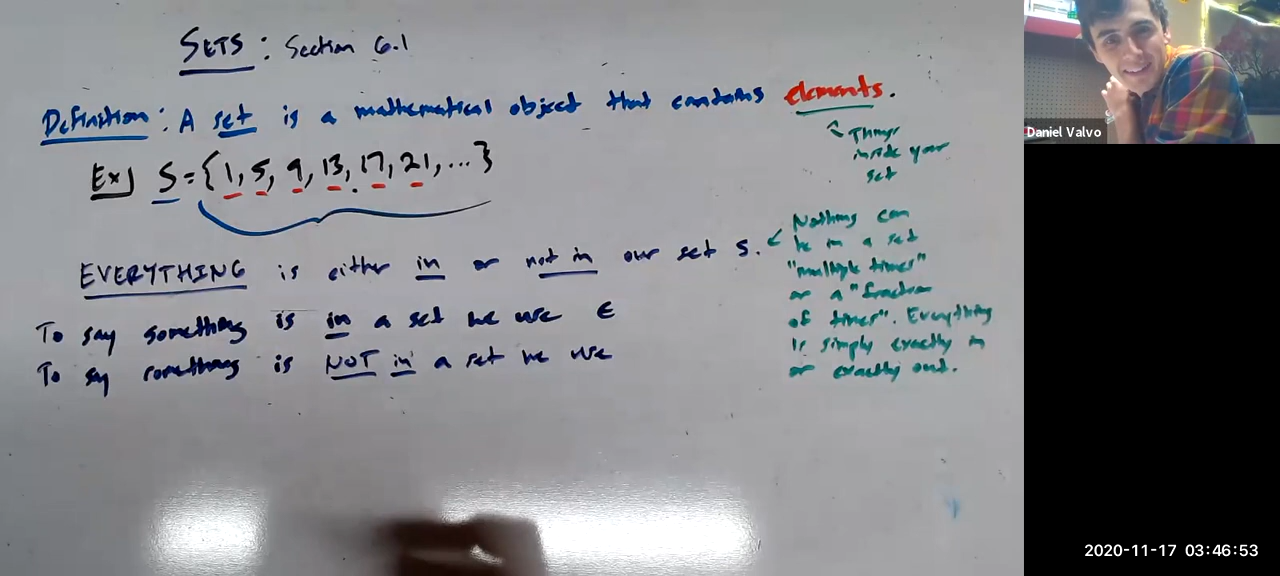 SETS: Section 6.1
Definition: A set is a mathematical object that contains elements.
Things
inside your
set
Ex] S={1, 5, 9, 13, 17, 21, ...}
EVERYTHING is either in or not in our set S.
Nothing can
be in a set
"multiple times"
or a "fraction
of times". Everything
is simply exactly in
or exactly out.
To say something is in a set we use ∈
To say something is NOT in a set we use
Daniel Valvo
2020-11-17 03:46:53